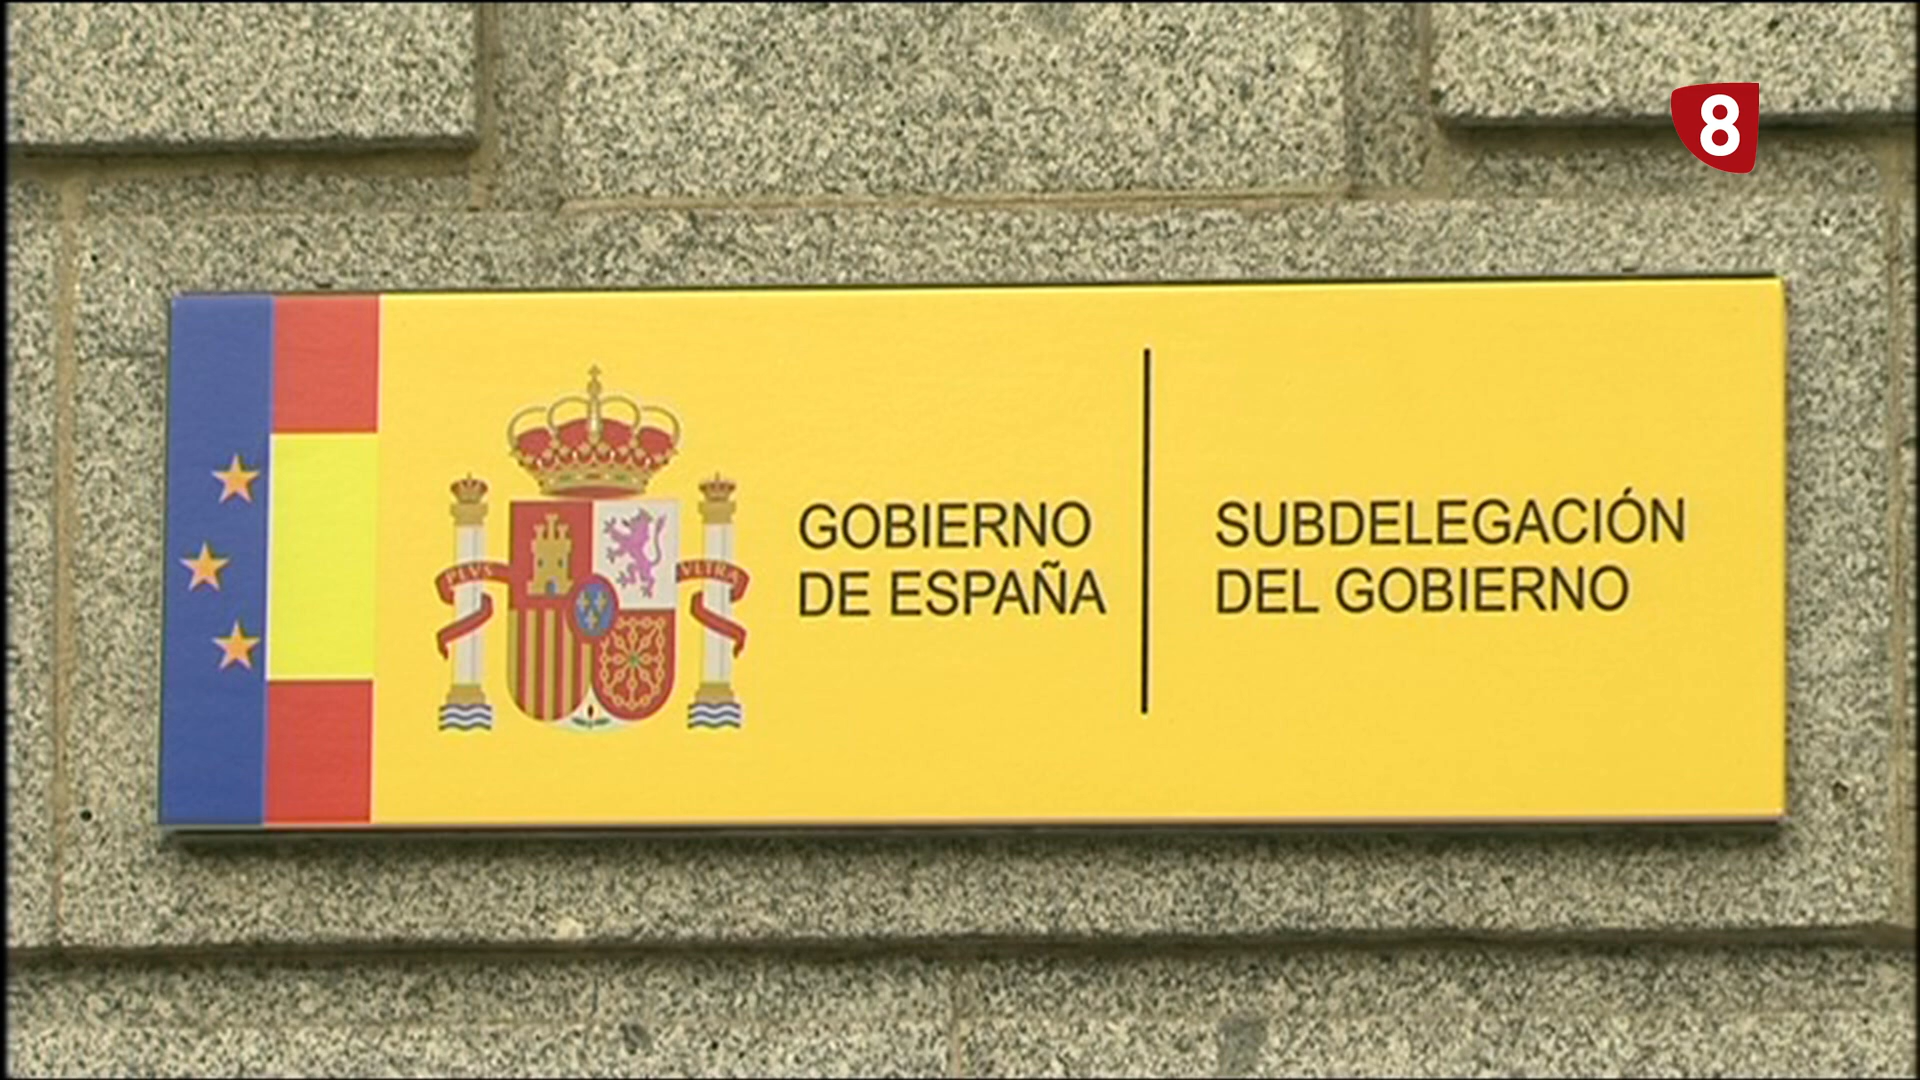 8
GOBIERNO
DE ESPAÑA
SUBDELEGACIÓN
DEL GOBIERNO
PLVS VLTRA